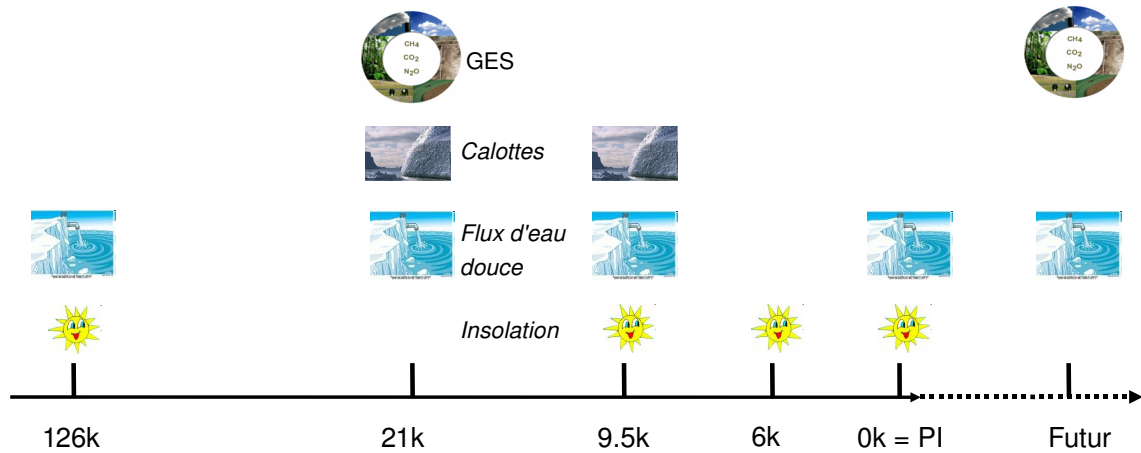 CH4
CO2
N2O
GES
CH4
CO2
N2O
Calottes
Flux d'eau
douce
Insolation
126k
21k
9.5k
6k
0k = PI
Futur